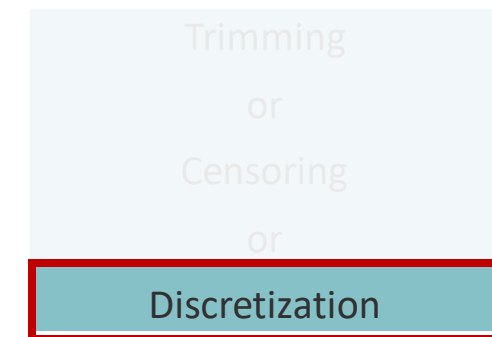 Trimming
or
Censoring
or
Discretization